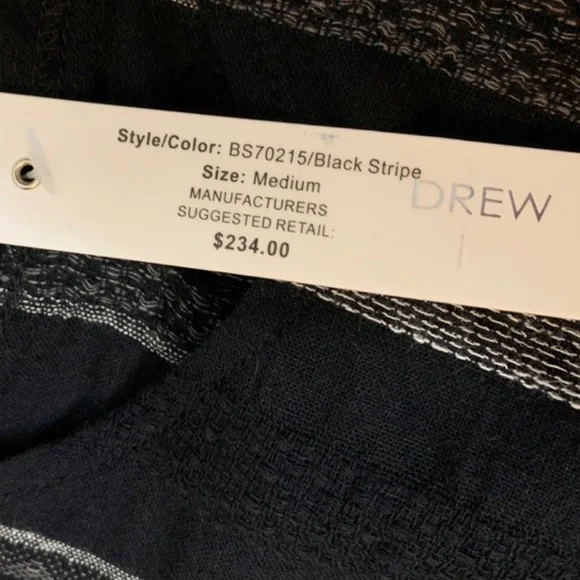 Style/Color: BS70215/Black Stripe
Size: Medium
MANUFACTURERS
SUGGESTED RETAIL:
$234.00
DREW